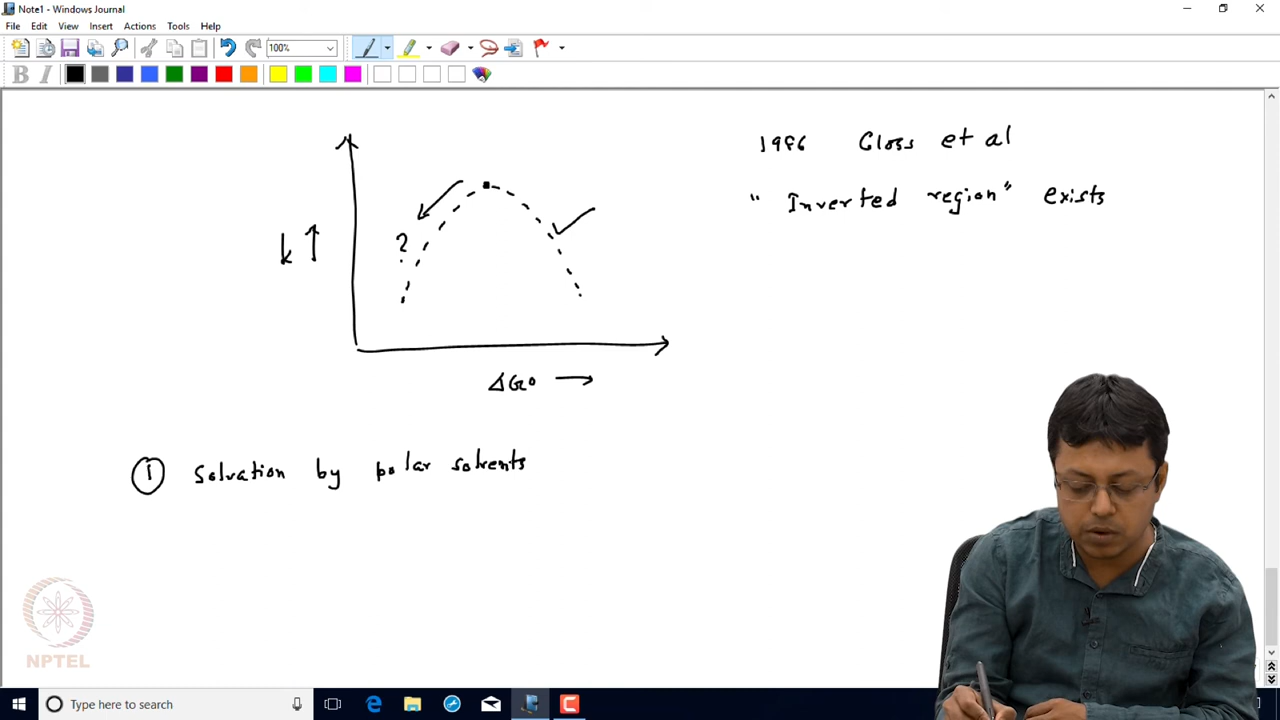 Note1 - Windows Journal
File Edit View Insert Actions Tools Help
100%
B I
1986 Closs et al
"Inverted region" exists
k ↑
?
ΔG° →
① Solvation by polar solvents
NPTEL
Type here to search